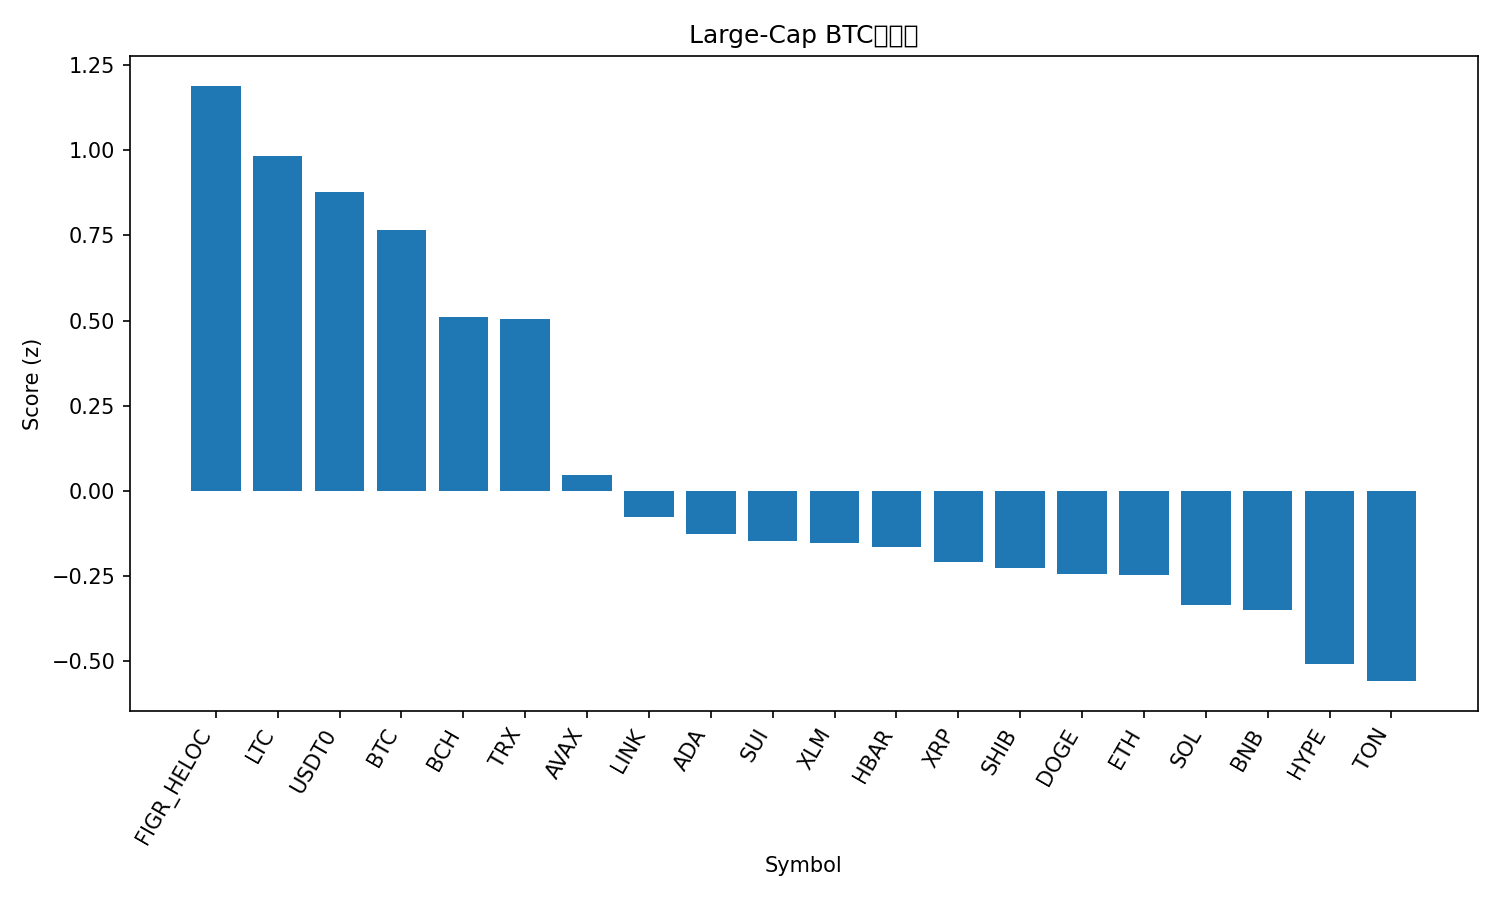 Large-Cap BTC
1.25
1.00
0.75
0.50
0.25
0.00
−0.25
−0.50
Score (z)
FIGR_HELOC
LTC
USDT0
BTC
BCH
TRX
AVAX
LINK
ADA
SUI
XLM
HBAR
XRP
SHIB
DOGE
ETH
SOL
BNB
HYPE
TON
Symbol